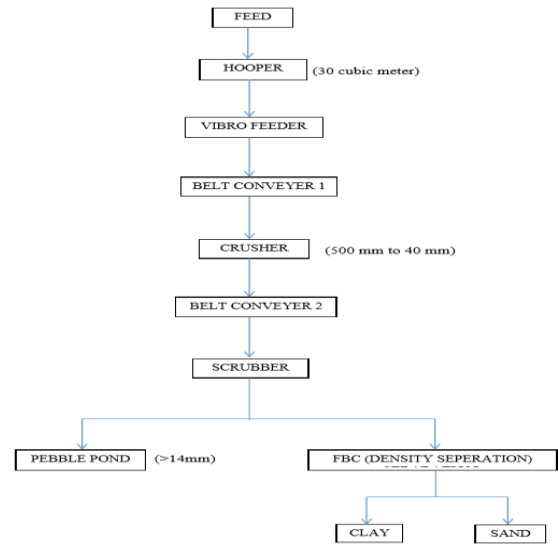 FEED
HOOPER (30 cubic meter)
VIBRO FEEDER
BELT CONVEYER 1
CRUSHER (500 mm to 40 mm)
BELT CONVEYER 2
SCRUBBER
PEBBLE POND (>14mm) FBC (DENSITY SEPERATION)
CLAY SAND